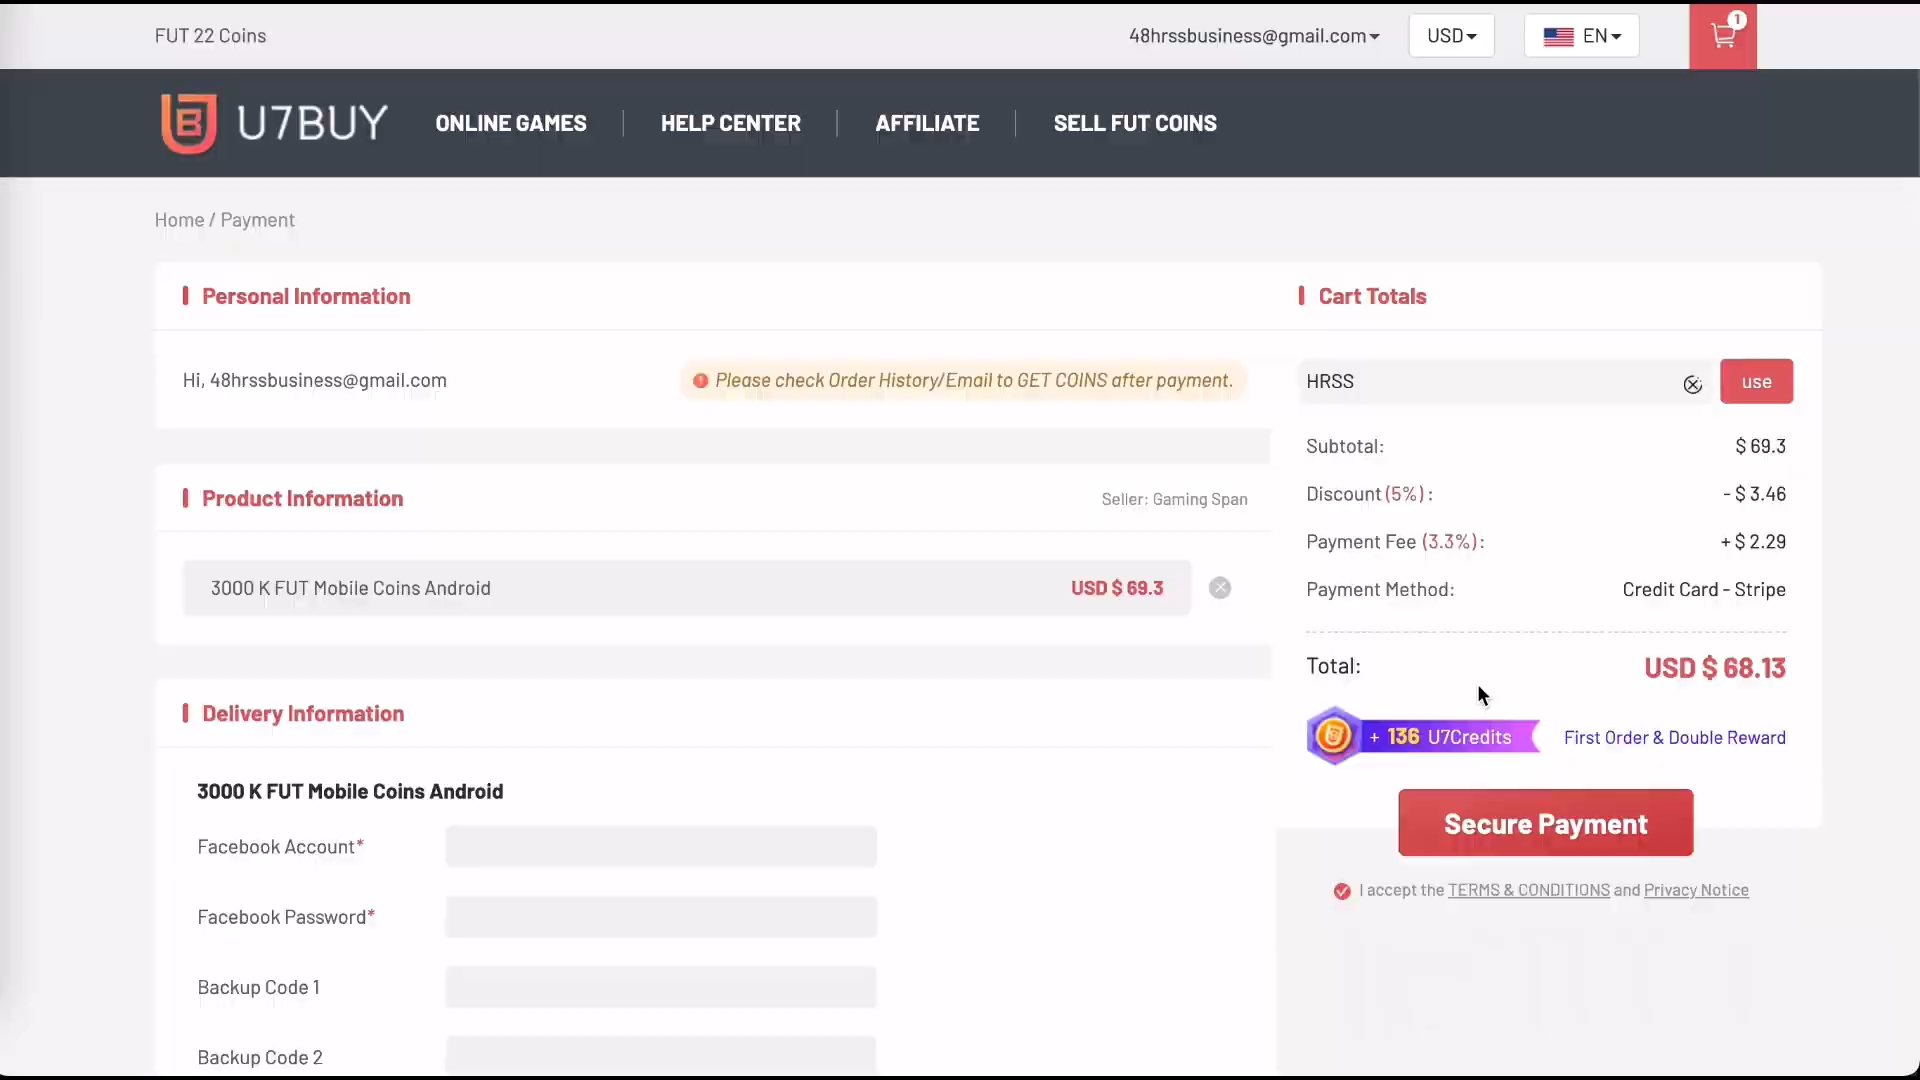 FUT 22 Coins
48hrssbusiness@gmail.com
USD
EN
1
U7BUY
ONLINE GAMES
HELP CENTER
AFFILIATE
SELL FUT COINS
Home / Payment
Personal Information
Hi, 48hrssbusiness@gmail.com
Please check Order History/Email to GET COINS after payment.
Product Information
Seller: Gaming Span
3000 K FUT Mobile Coins Android
USD $ 69.3
Delivery Information
3000 K FUT Mobile Coins Android
Facebook Account*
Facebook Password*
Backup Code 1
Backup Code 2
Cart Totals
HRSS
use
Subtotal: $ 69.3
Discount (5%) : - $ 3.46
Payment Fee (3.3%) : + $ 2.29
Payment Method: Credit Card - Stripe
Total: USD $ 68.13
+ 136 U7Credits
First Order & Double Reward
Secure Payment
I accept the TERMS & CONDITIONS and Privacy Notice